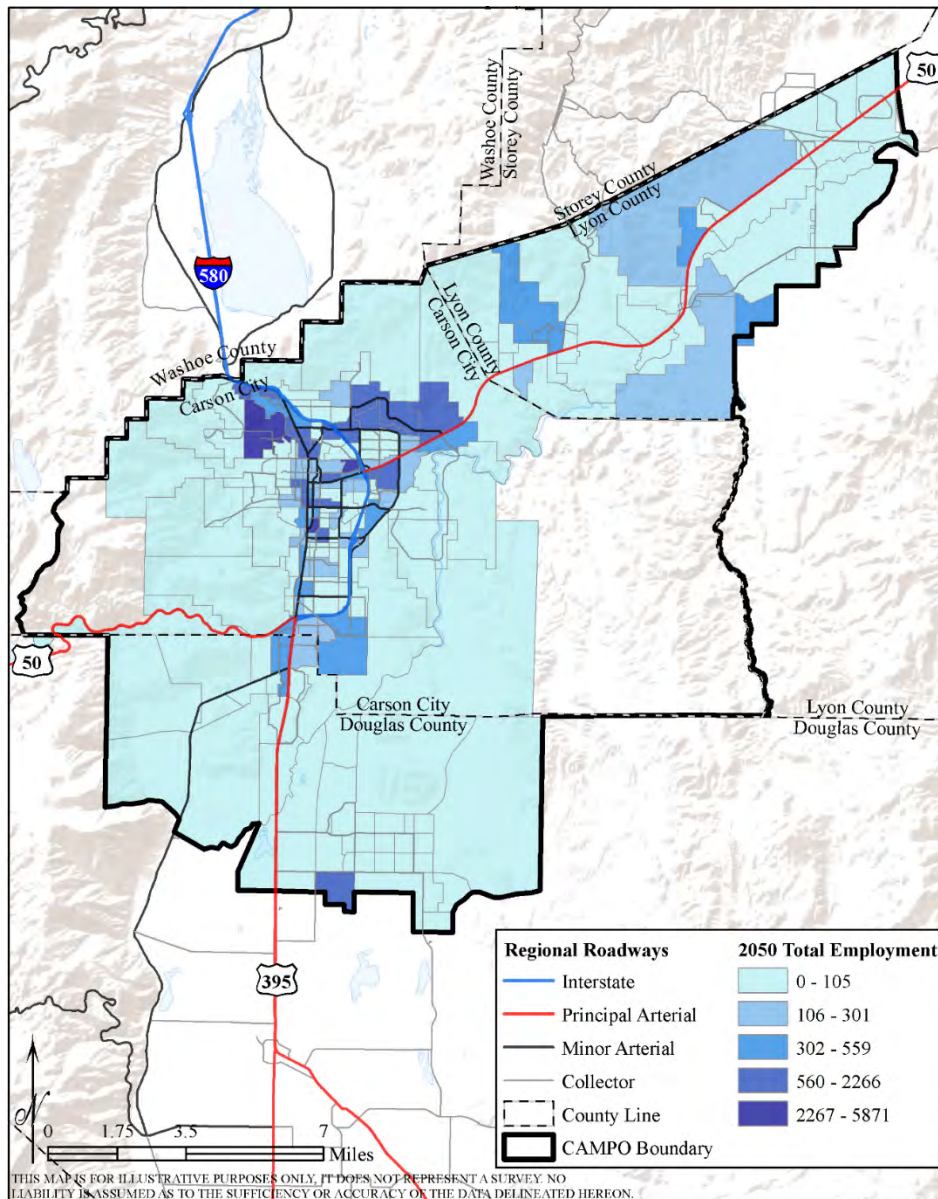 50
Washoe County
Storey County
Storey County
Lyon County
580
Lyon County
Carson City
Washoe County
Carson City
50
Carson City
Douglas County
Lyon County
Douglas County
395
Regional Roadways
Interstate
Principal Arterial
Minor Arterial
Collector
County Line
CAMPO Boundary
2050 Total Employment
0 - 105
106 - 301
302 - 559
560 - 2266
2267 - 5871
N
0 1.75 3.5 7
Miles
THIS MAP IS FOR ILLUSTRATIVE PURPOSES ONLY, IT DOES NOT REPRESENT A SURVEY. NO
LIABILITY IS ASSUMED AS TO THE SUFFICIENCY OR ACCURACY OF THE DATA DELINEATED HEREON.